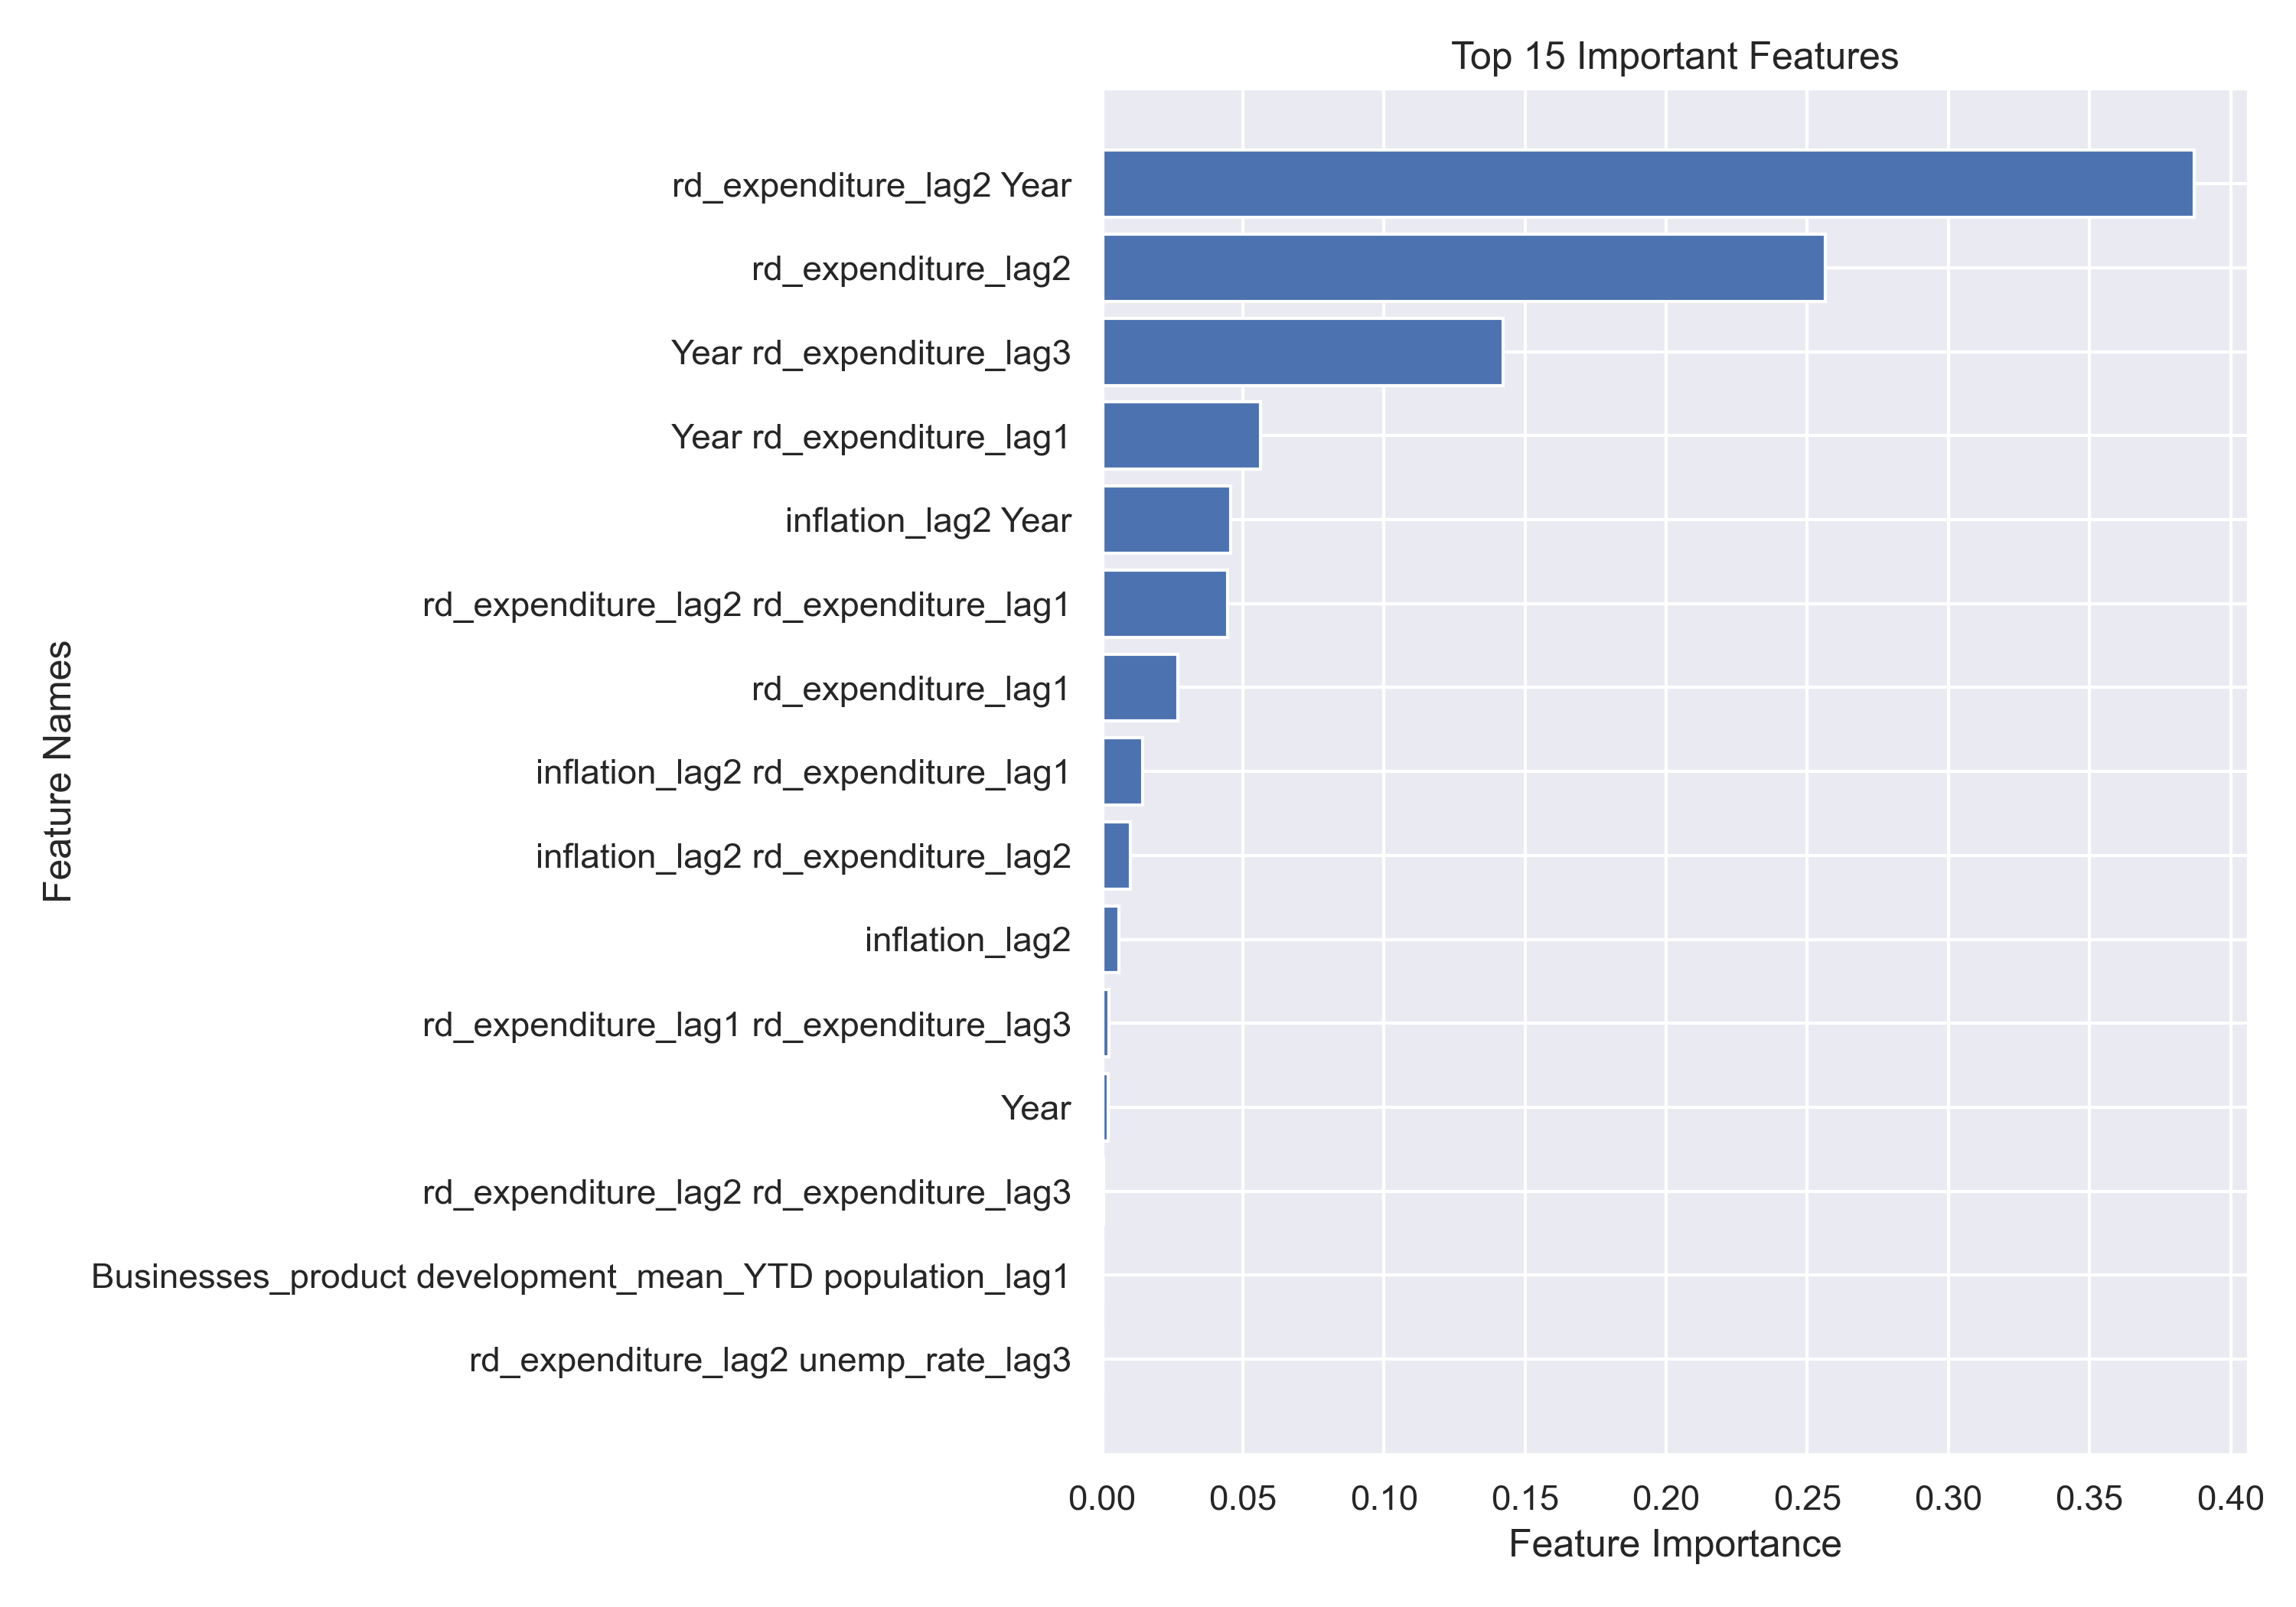 Top 15 Important Features
rd_expenditure_lag2 Year
rd_expenditure_lag2
Year rd_expenditure_lag3
Year rd_expenditure_lag1
inflation_lag2 Year
rd_expenditure_lag2 rd_expenditure_lag1
rd_expenditure_lag1
inflation_lag2 rd_expenditure_lag1
inflation_lag2 rd_expenditure_lag2
inflation_lag2
rd_expenditure_lag1 rd_expenditure_lag3
Year
rd_expenditure_lag2 rd_expenditure_lag3
Businesses_product development_mean_YTD population_lag1
rd_expenditure_lag2 unemp_rate_lag3
Feature Names
0.00 0.05 0.10 0.15 0.20 0.25 0.30 0.35 0.40
Feature Importance